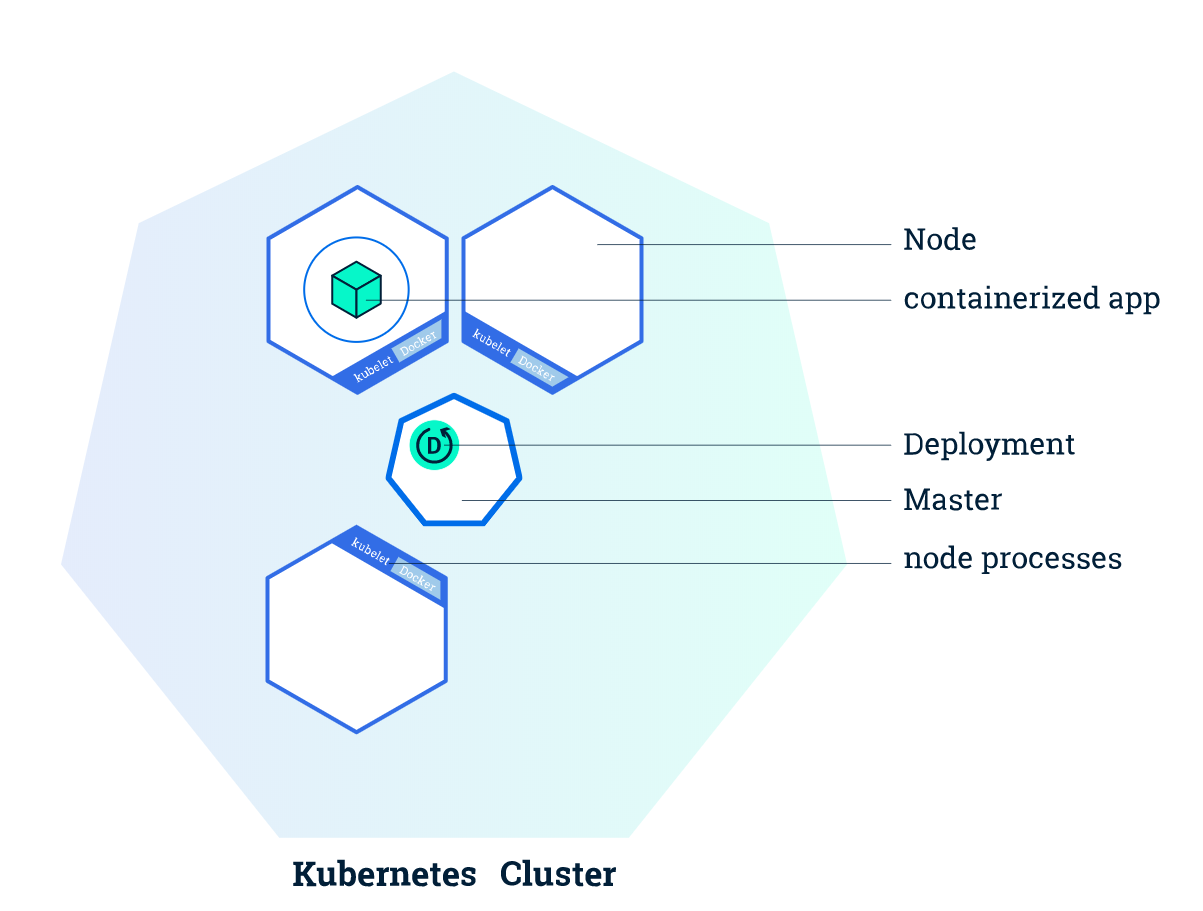 Node
containerized app
kubelet Docker
kubelet Docker
D
Deployment
Master
kubelet Docker
node processes
Kubernetes Cluster